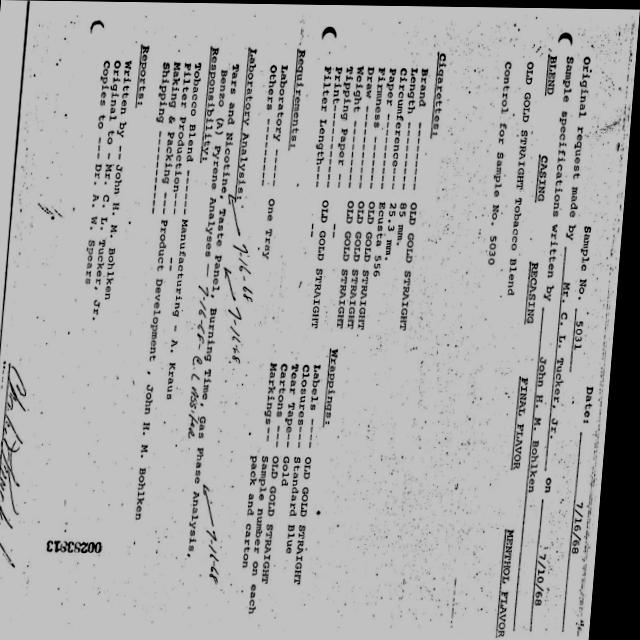 Sample No. 5031 Date: 7/16/68
Original request made by Mr. C. L. Tucker, Jr. on
Sample specifications written by John H. M. Bohlken 7/10/68
BLEND CASING RECASING FINAL FLAVOR MENTHOL FLAVOR
OLD GOLD STRAIGHT Tobacco Blend
Control for Sample No. 5030
Cigarettes:
Brand ---------- OLD GOLD STRAIGHT
Length ---------- 85 mm.
Circumference---- 25.3 mm.
Paper ---------- Ecusta 556
Firmness -------- OLD GOLD STRAIGHT
Draw ---------- OLD GOLD STRAIGHT
Weight ---------- OLD GOLD STRAIGHT
Tipping Paper --- --
Print---------- OLD GOLD STRAIGHT
Filter Length---- --
Wrappings:
Labels ---- OLD GOLD STRAIGHT
Closures--- Standard Blue
Tear Tape-- Gold
Cartons --- OLD GOLD STRAIGHT
Markings-- Sample number on each
pack and carton
Requirements:
Laboratory -----
Others ---------- One Tray
Laboratory Analysis:
Tars and Nicotine, Taste Panel, Burning Time, Gas Phase Analysis,
7-16-68 7-16-68 7-16-68
Benzo (A) Pyrene Analyses — 7-16-68
Responsibility:
Tobacco Blend ------ Manufacturing - A. Kraus
Filter Production--- --
Making & Packing --- Product Development , John H. M. Bohlken
Shipping ----------
Reports:
Written by -- John H. M. Bohlken
Original to - Mr. C. L. Tucker, Jr.
Copies to --- Dr. A. W. Spears
00283813